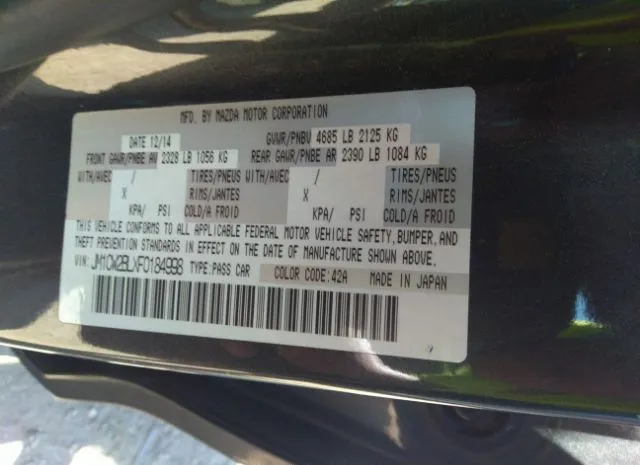 MFD. BY MAZDA MOTOR CORPORATION
DATE 12/14 GVWR/PNBV 4685 LB 2125 KG
FRONT GAWR/PNBE AV 2328 LB 1056 KG REAR GAWR/PNBE AR 2390 LB 1084 KG
WITH/AVEC / TIRES/PNEUS WITH/AVEC / TIRES/PNEUS
X RIMS/JANTES X RIMS/JANTES
KPA/ PSI COLD/A FROID KPA/ PSI COLD/A FROID
THIS VEHICLE CONFORMS TO ALL APPLICABLE FEDERAL MOTOR VEHICLE SAFETY, BUMPER, AND
THEFT PREVENTION STANDARDS IN EFFECT ON THE DATE OF MANUFACTURE SHOWN ABOVE.
VIN: JM1CW2BLXF0184998 TYPE: PASS CAR COLOR CODE: 42A MADE IN JAPAN